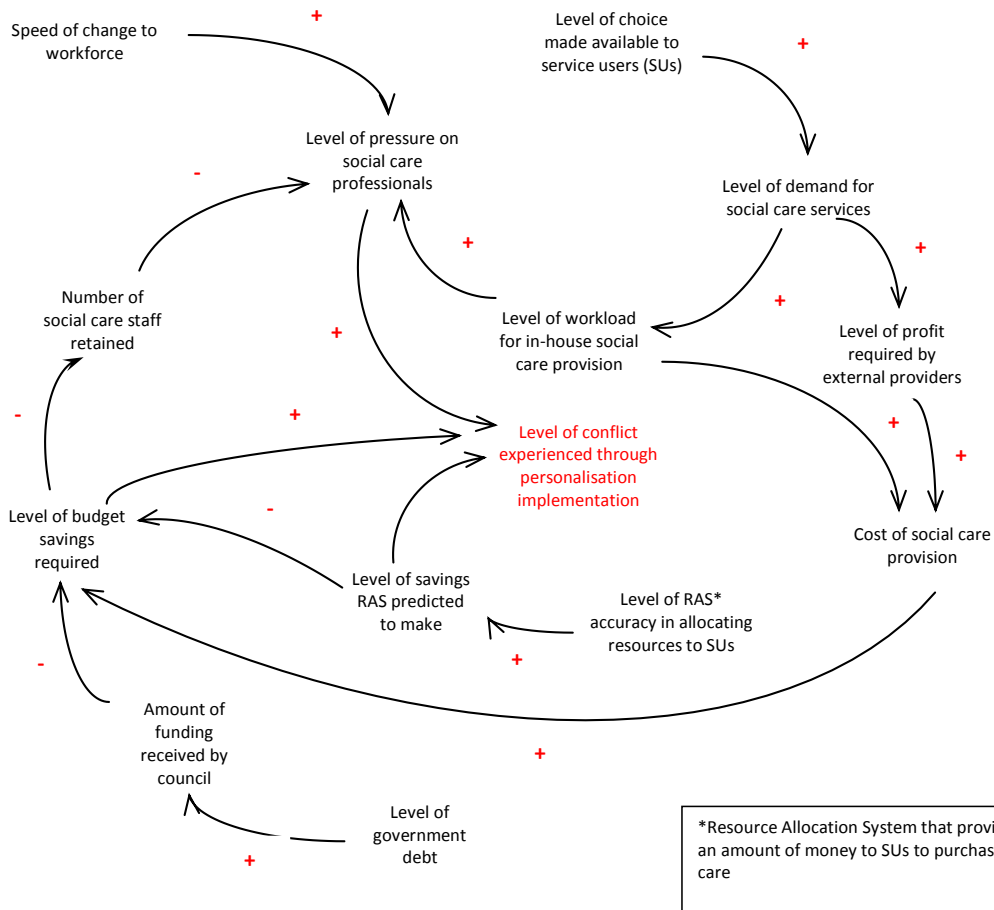 Speed of change to
workforce
+
Level of choice
made available to
service users (SUs)
+
Level of pressure on
social care
professionals
-
Level of demand for
social care services
+
+
+
Number of
social care staff
retained
Level of workload
for in-house social
care provision
Level of profit
required by
external providers
+
-
+
Level of conflict
experienced through
personalisation
implementation
+
+
-
Level of budget
savings
required
Cost of social care
provision
Level of savings
RAS predicted
to make
Level of RAS*
accuracy in allocating
resources to SUs
+
-
Amount of
funding
received by
council
+
Level of
government
debt
+
*Resource Allocation System that provi
an amount of money to SUs to purchas
care